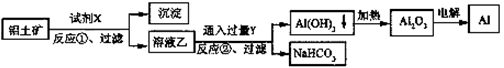 铝土矿
试剂X
反应①、过滤
沉淀
溶液乙
通入过量Y
反应②、过滤
Al(OH)₃↓
NaHCO₃
加热
Al₂O₃
电解
Al